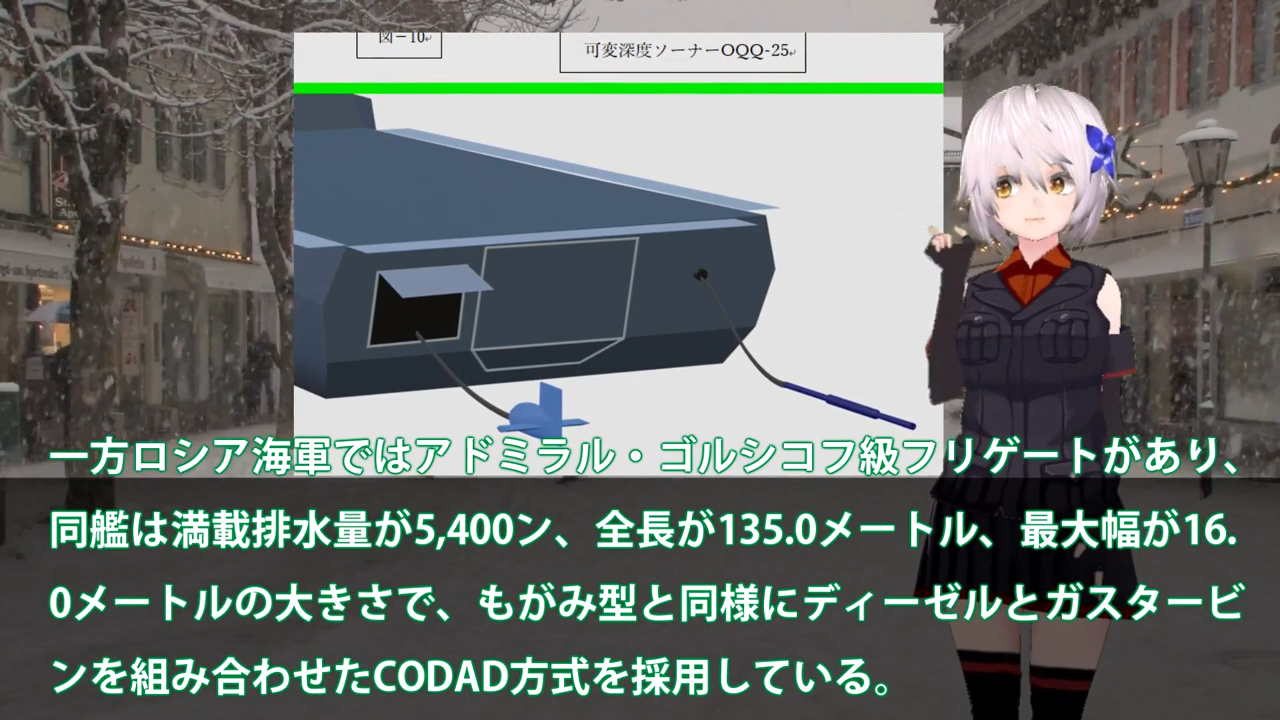 図－10
可変深度ソーナーOQQ-25
一方ロシア海軍ではアドミラル・ゴルシコフ級フリゲートがあり、
同艦は満載排水量が5,400ン、全長が135.0メートル、最大幅が16.
0メートルの大きさで、もがみ型と同様にディーゼルとガスタービ
ンを組み合わせたCODAD方式を採用している。